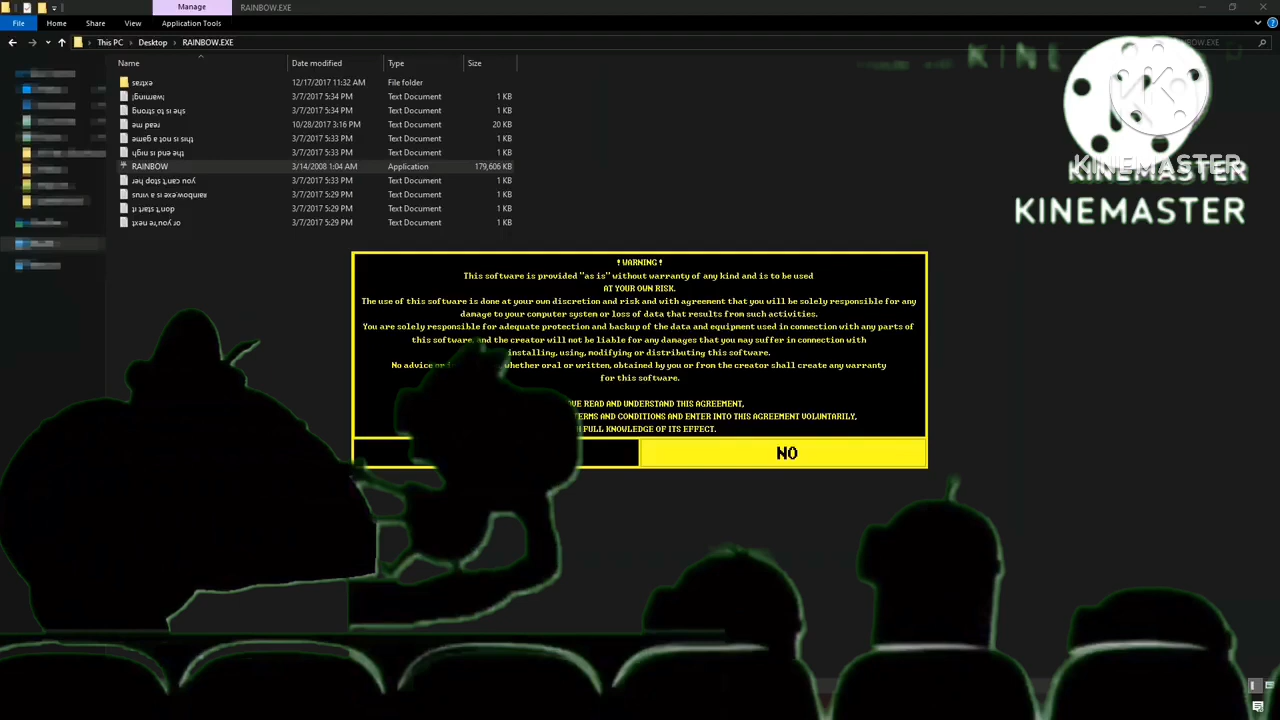 Manage
RAINBOW.EXE
File Home Share View Application Tools
This PC Desktop RAINBOW.EXE
Name Date modified Type Size
12/17/2017 11:32 AM File folder
3/7/2017 5:34 PM Text Document 1 KB
3/7/2017 5:34 PM Text Document 1 KB
10/28/2017 3:16 PM Text Document 20 KB
3/7/2017 5:33 PM Text Document 1 KB
3/7/2017 5:33 PM Text Document 1 KB
RAINBOW 3/14/2008 1:04 AM Application 179,606 KB
3/7/2017 5:33 PM Text Document 1 KB
3/7/2017 5:29 PM Text Document 1 KB
3/7/2017 5:29 PM Text Document 1 KB
3/7/2017 5:29 PM Text Document 1 KB
KINEMASTER
KINEMASTER
KINEMASTER
! WARNING !
This software is provided "as is" without warranty of any kind and is to be used
AT YOUR OWN RISK.
The use of this software is done at your own discretion and risk and with agreement that you will be solely responsible for any
damage to your computer system or loss of data that results from such activities.
You are solely responsible for adequate protection and backup of the data and equipment used in connection with any parts of
this software, and the creator will not be liable for any damages that you may suffer in connection with
installing, using, modifying or distributing this software.
No advice or whether oral or written, obtained by you or from the creator shall create any warranty
for this software.
READ AND UNDERSTAND THIS AGREEMENT,
TERMS AND CONDITIONS AND ENTER INTO THIS AGREEMENT VOLUNTARILY,
FULL KNOWLEDGE OF ITS EFFECT.
NO